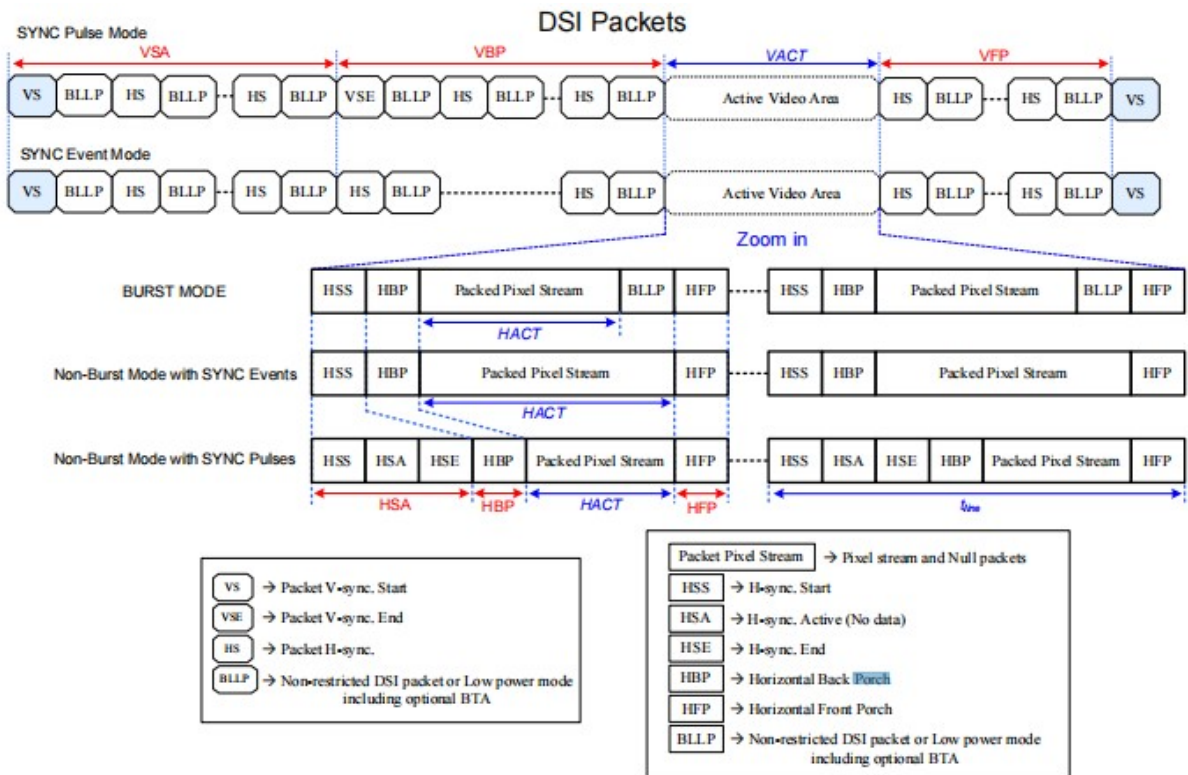 DSI Packets
SYNC Pulse Mode
VSA VBP VACT VFP
VS BLLP HS BLLP HS BLLP VSE BLLP HS BLLP HS BLLP Active Video Area HS BLLP HS BLLP VS
SYNC Event Mode
VS BLLP HS BLLP HS BLLP HS BLLP HS BLLP Active Video Area HS BLLP HS BLLP VS
Zoom in
BURST MODE HSS HBP Packed Pixel Stream BLLP HFP HSS HBP Packed Pixel Stream BLLP HFP
HACT
Non-Burst Mode with SYNC Events HSS HBP Packed Pixel Stream HFP HSS HBP Packed Pixel Stream HFP
HACT
Non-Burst Mode with SYNC Pulses HSS HSA HSE HBP Packed Pixel Stream HFP HSS HSA HSE HBP Packed Pixel Stream HFP
HSA HBP HACT HFP tline
VS → Packet V-sync. Start
VSE → Packet V-sync. End
HS → Packet H-sync.
BLLP → Non-restricted DSI packet or Low power mode
including optional BTA
Packet Pixel Stream → Pixel stream and Null packets
HSS → H-sync. Start
HSA → H-sync. Active (No data)
HSE → H-sync. End
HBP → Horizontal Back Porch
HFP → Horizontal Front Porch
BLLP → Non-restricted DSI packet or Low power mode
including optional BTA